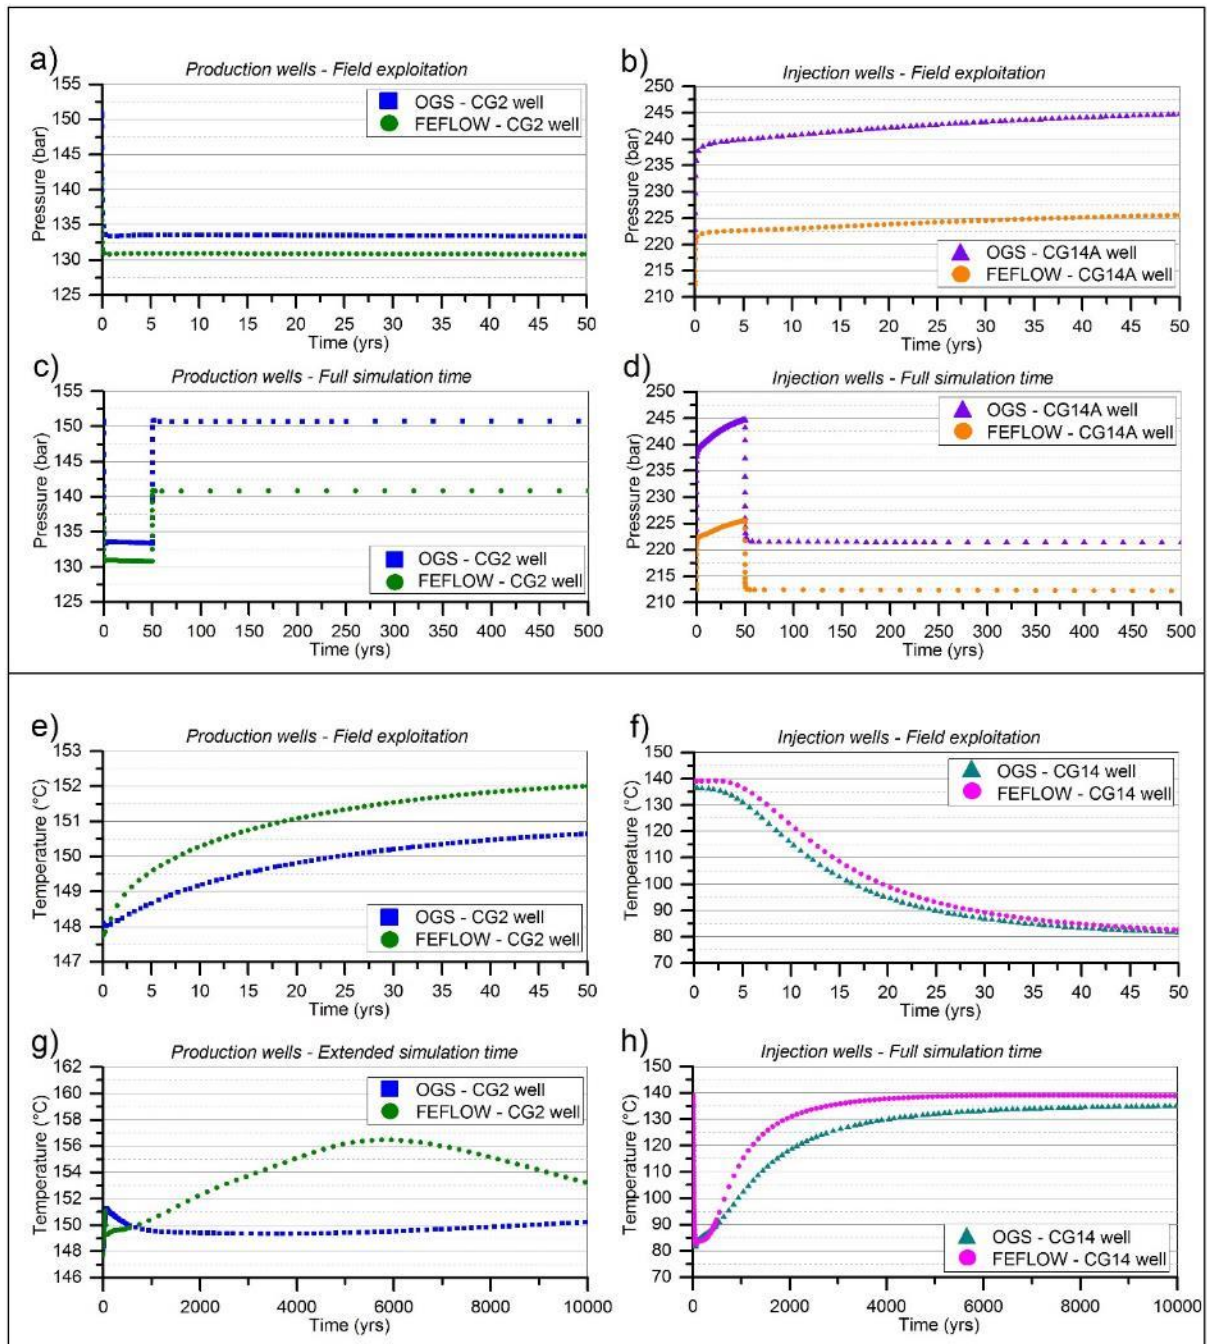 a)
Production wells - Field exploitation
155
150
145
140
135
130
125
Pressure (bar)
OGS - CG2 well
FEFLOW - CG2 well
0 5 10 15 20 25 30 35 40 45 50
Time (yrs)
b)
Injection wells - Field exploitation
250
245
240
235
230
225
220
215
210
Pressure (bar)
OGS - CG14A well
FEFLOW - CG14A well
0 5 10 15 20 25 30 35 40 45 50
Time (yrs)
c)
Production wells - Full simulation time
155
150
145
140
135
130
125
Pressure (bar)
OGS - CG2 well
FEFLOW - CG2 well
0 50 100 150 200 250 300 350 400 450 500
Time (yrs)
d)
Injection wells - Full simulation time
250
245
240
235
230
225
220
215
210
Pressure (bar)
OGS - CG14A well
FEFLOW - CG14A well
0 50 100 150 200 250 300 350 400 450 500
Time (yrs)
e)
Production wells - Field exploitation
153
152
151
150
149
148
147
Temperature (°C)
OGS - CG2 well
FEFLOW - CG2 well
0 5 10 15 20 25 30 35 40 45 50
Time (yrs)
f)
Injection wells - Field exploitation
150
140
130
120
110
100
90
80
70
Temperature (°C)
OGS - CG14 well
FEFLOW - CG14 well
0 5 10 15 20 25 30 35 40 45 50
Time (yrs)
g)
Production wells - Extended simulation time
162
160
158
156
154
152
150
148
146
Temperature (°C)
OGS - CG2 well
FEFLOW - CG2 well
0 2000 4000 6000 8000 10000
Time (yrs)
h)
Injection wells - Full simulation time
150
140
130
120
110
100
90
80
70
Temperature (°C)
OGS - CG14 well
FEFLOW - CG14 well
0 2000 4000 6000 8000 10000
Time (yrs)